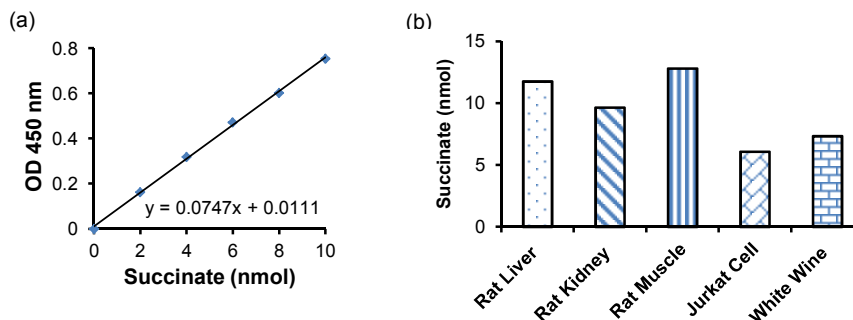 (a)
0.8
0.6
0.4
0.2
0
OD 450 nm
y = 0.0747x + 0.0111
0 2 4 6 8 10
Succinate (nmol)
(b)
15
10
5
0
Succinate (nmol)
Rat Liver
Rat Kidney
Rat Muscle
Jurkat Cell
White Wine